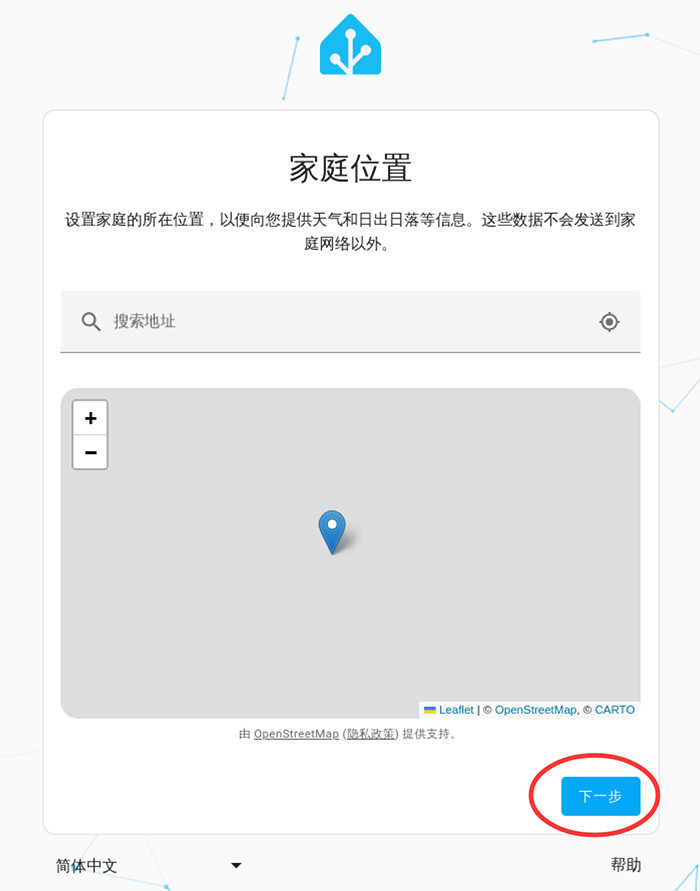 家庭位置
设置家庭的所在位置，以便向您提供天气和日出日落等信息。这些数据不会发送到家
庭网络以外。
搜索地址
+
−
Leaflet | © OpenStreetMap, © CARTO
由 OpenStreetMap (隐私政策) 提供支持。
下一步
简体中文
帮助